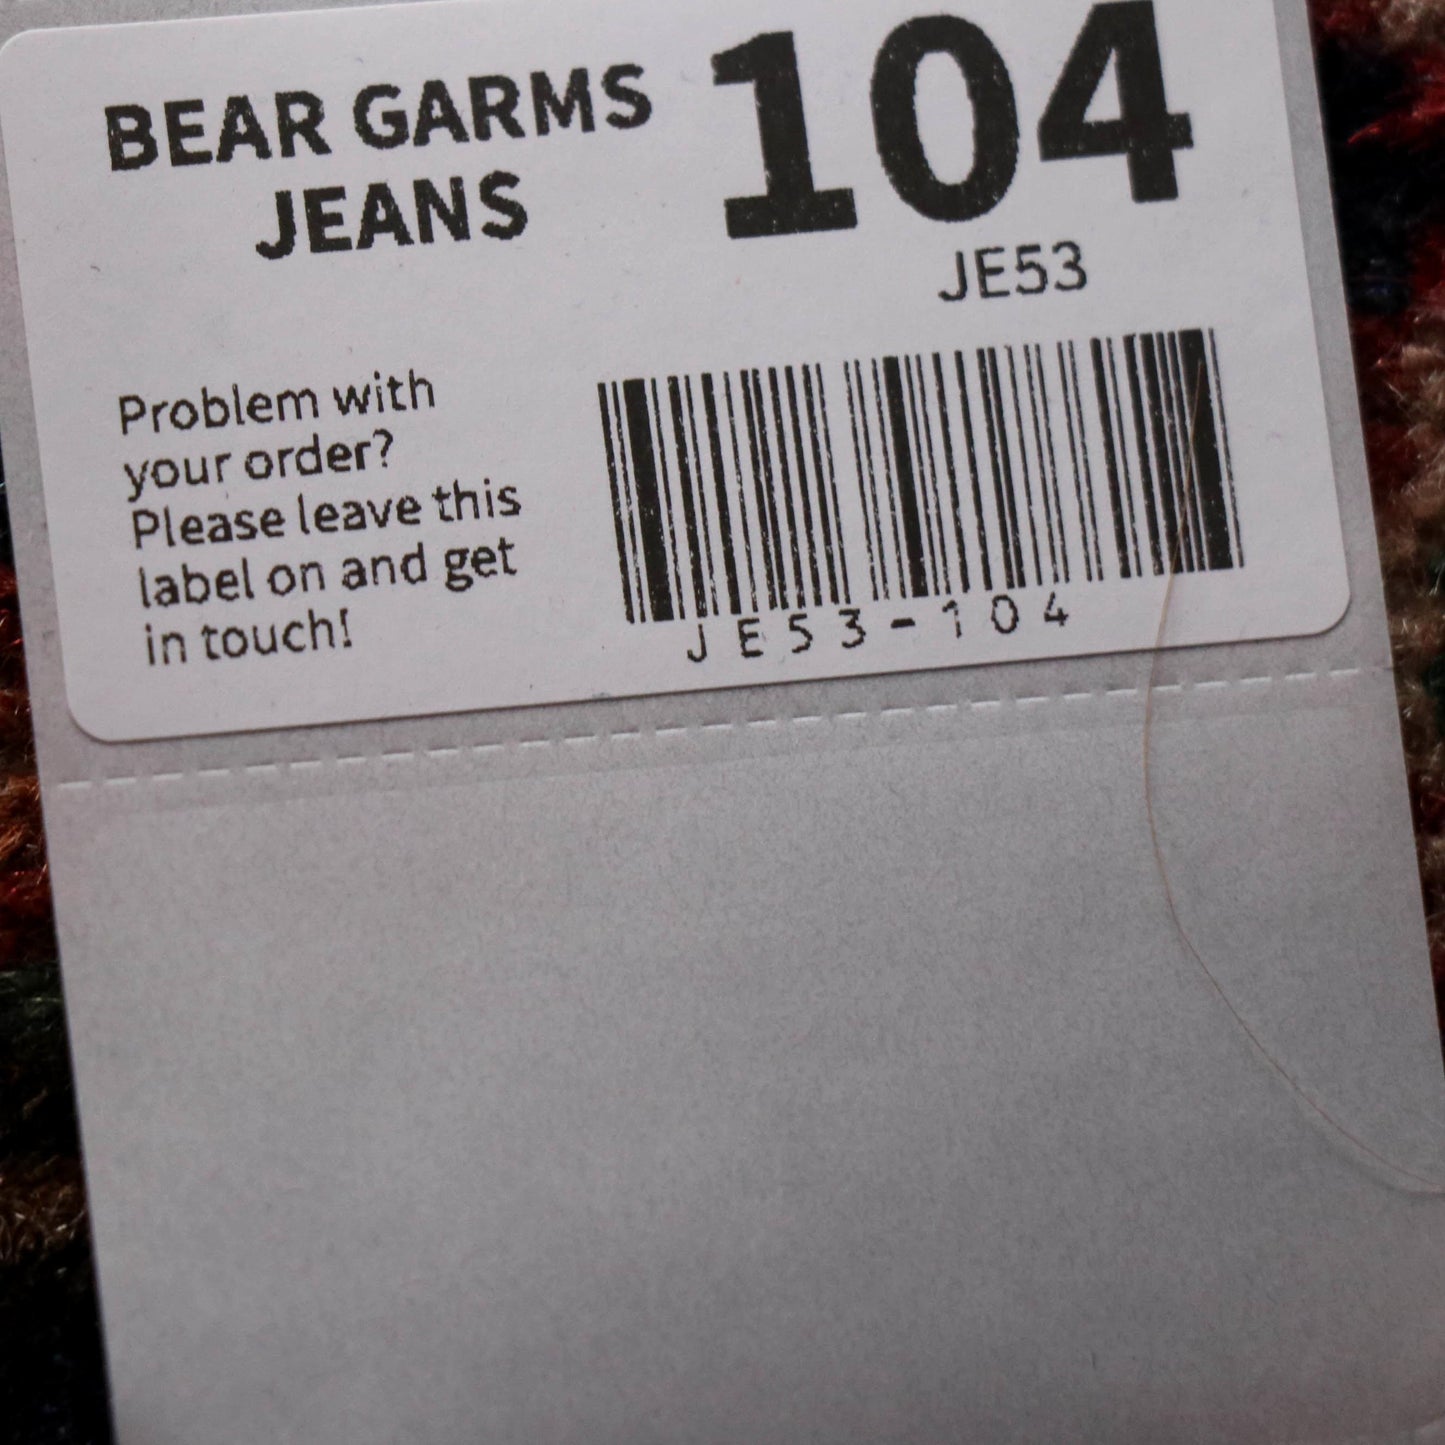 BEAR GARMS
JEANS
104
JE53
Problem with
your order?
Please leave this
label on and get
in touch!
JE53-104